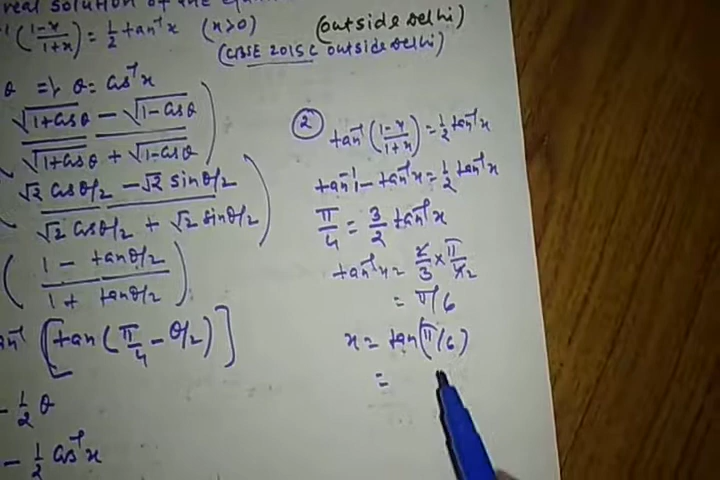 real solution of the
(1-x/1+x) = 1/2 tan⁻¹x (x>0) (outside Delhi)
(CBSE 2015 C outside Delhi)
θ ⇒ θ = cos⁻¹x
√1+cosθ - √1-cosθ
√1+cosθ + √1-cosθ
√2 cosθ/2 - √2 sinθ/2
√2 cosθ/2 + √2 sinθ/2
(1 - tanθ/2
1 + tanθ/2)
[tan(π/4 - θ/2)]
- 1/2 θ
- 1/2 cos⁻¹x
② tan⁻¹(1-x/1+x) = 1/2 tan⁻¹x
tan⁻¹1 - tan⁻¹x = 1/2 tan⁻¹x
π/4 = 3/2 tan⁻¹x
tan⁻¹x = 2/3 × π/4 2
= π/6
x = tan(π/6)
=